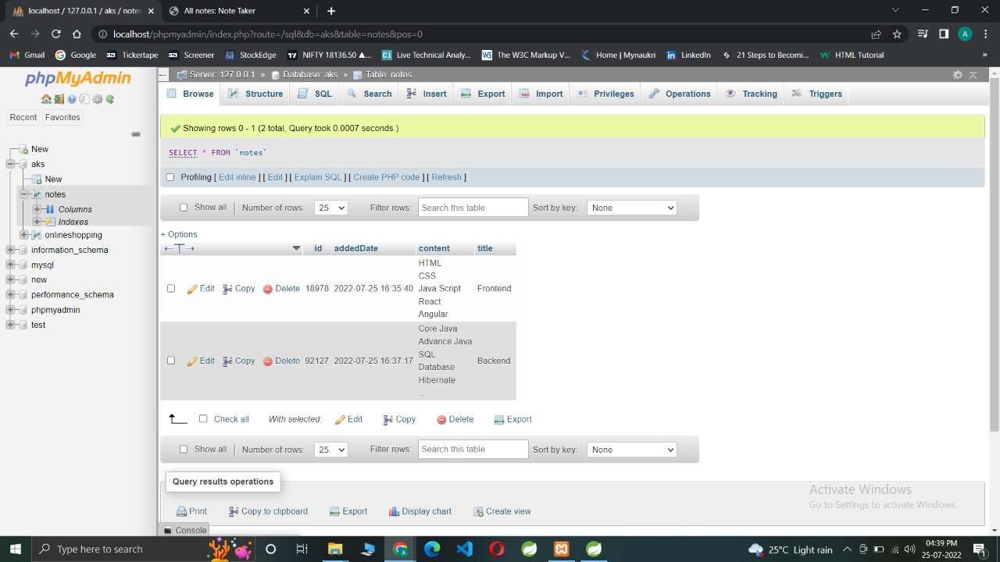 localhost / 127.0.0.1 / aks / notes
All notes: Note Taker
localhost/phpmyadmin/index.php?route=/sql&db=aks&table=notes&pos=0
A
Gmail
Google
Tickertape
Screener
StockEdge
NIFTY 18136.50 ▲...
Live Technical Analy...
The W3C Markup V...
Home | Mynaukri
LinkedIn
21 Steps to Becomi...
HTML Tutorial
»
phpMyAdmin
Recent
Favorites
New
aks
New
notes
Columns
Indexes
onlineshopping
information_schema
mysql
new
performance_schema
phpmyadmin
test
Server: 127.0.0.1 » Database: aks » Table: notes
Browse
Structure
SQL
Search
Insert
Export
Import
Privileges
Operations
Tracking
Triggers
Showing rows 0 - 1 (2 total, Query took 0.0007 seconds.)
SELECT * FROM `notes`
Profiling [ Edit inline ] [ Edit ] [ Explain SQL ] [ Create PHP code ] [ Refresh ]
Show all | Number of rows: 25 Filter rows: Search this table Sort by key: None
+ Options
←T→ ▼ id addedDate content title
Edit Copy Delete 18978 2022-07-25 16:35:40
HTML
CSS
Java Script
React
Angular
Frontend
Edit Copy Delete 92127 2022-07-25 16:37:17
Core Java
Advance Java
SQL
Database
Hibernate
...
Backend
Check all With selected: Edit Copy Delete Export
Show all | Number of rows: 25 Filter rows: Search this table Sort by key: None
Query results operations
Print Copy to clipboard Export Display chart Create view
Activate Windows
Go to Settings to activate Windows.
Console
Type here to search
25°C Light rain
04:39 PM
25-07-2022
1